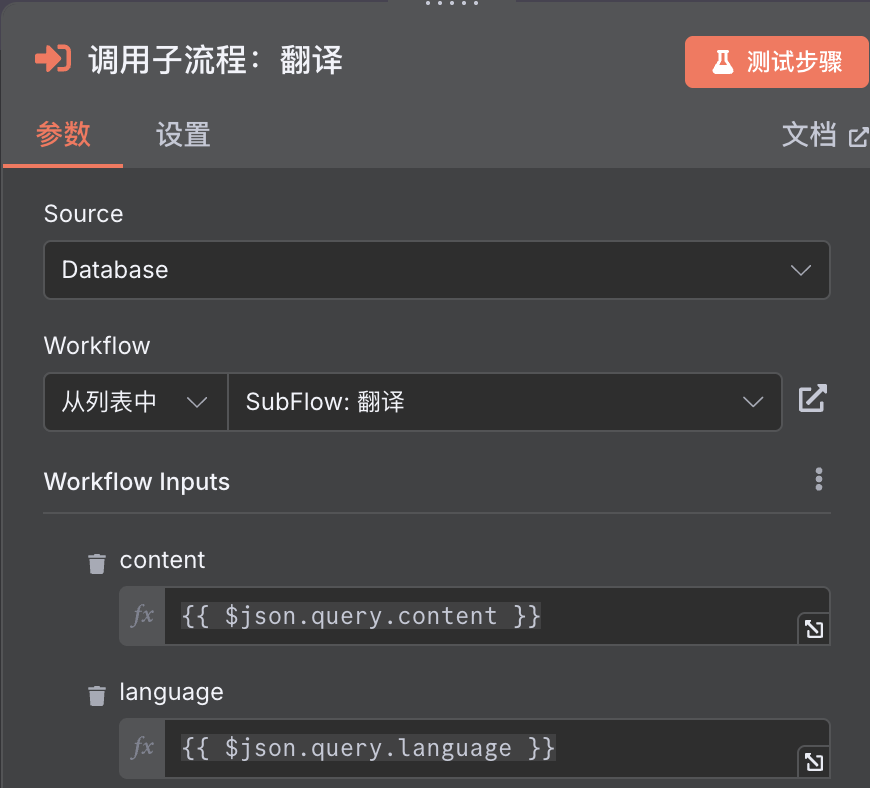 调用子流程：翻译
测试步骤
参数 设置 文档
Source
Database
Workflow
从列表中 SubFlow: 翻译
Workflow Inputs
content
fx {{ $json.query.content }}
language
fx {{ $json.query.language }}